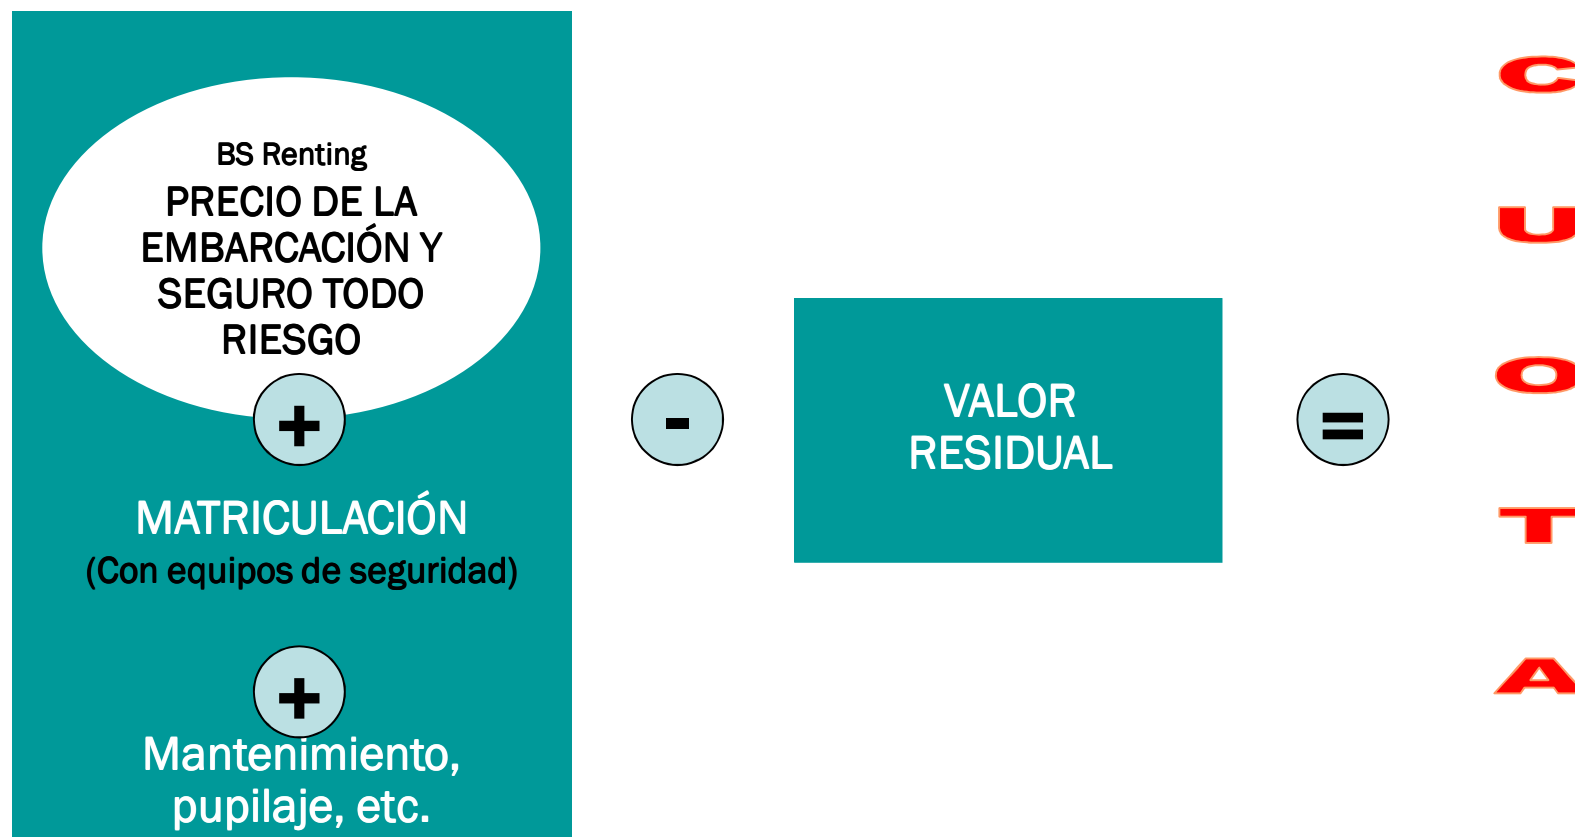 BS Renting
PRECIO DE LA
EMBARCACIÓN Y
SEGURO TODO
RIESGO
+
MATRICULACIÓN
(Con equipos de seguridad)
+
Mantenimiento,
pupilaje, etc.
-
VALOR
RESIDUAL
=
C
U
O
T
A